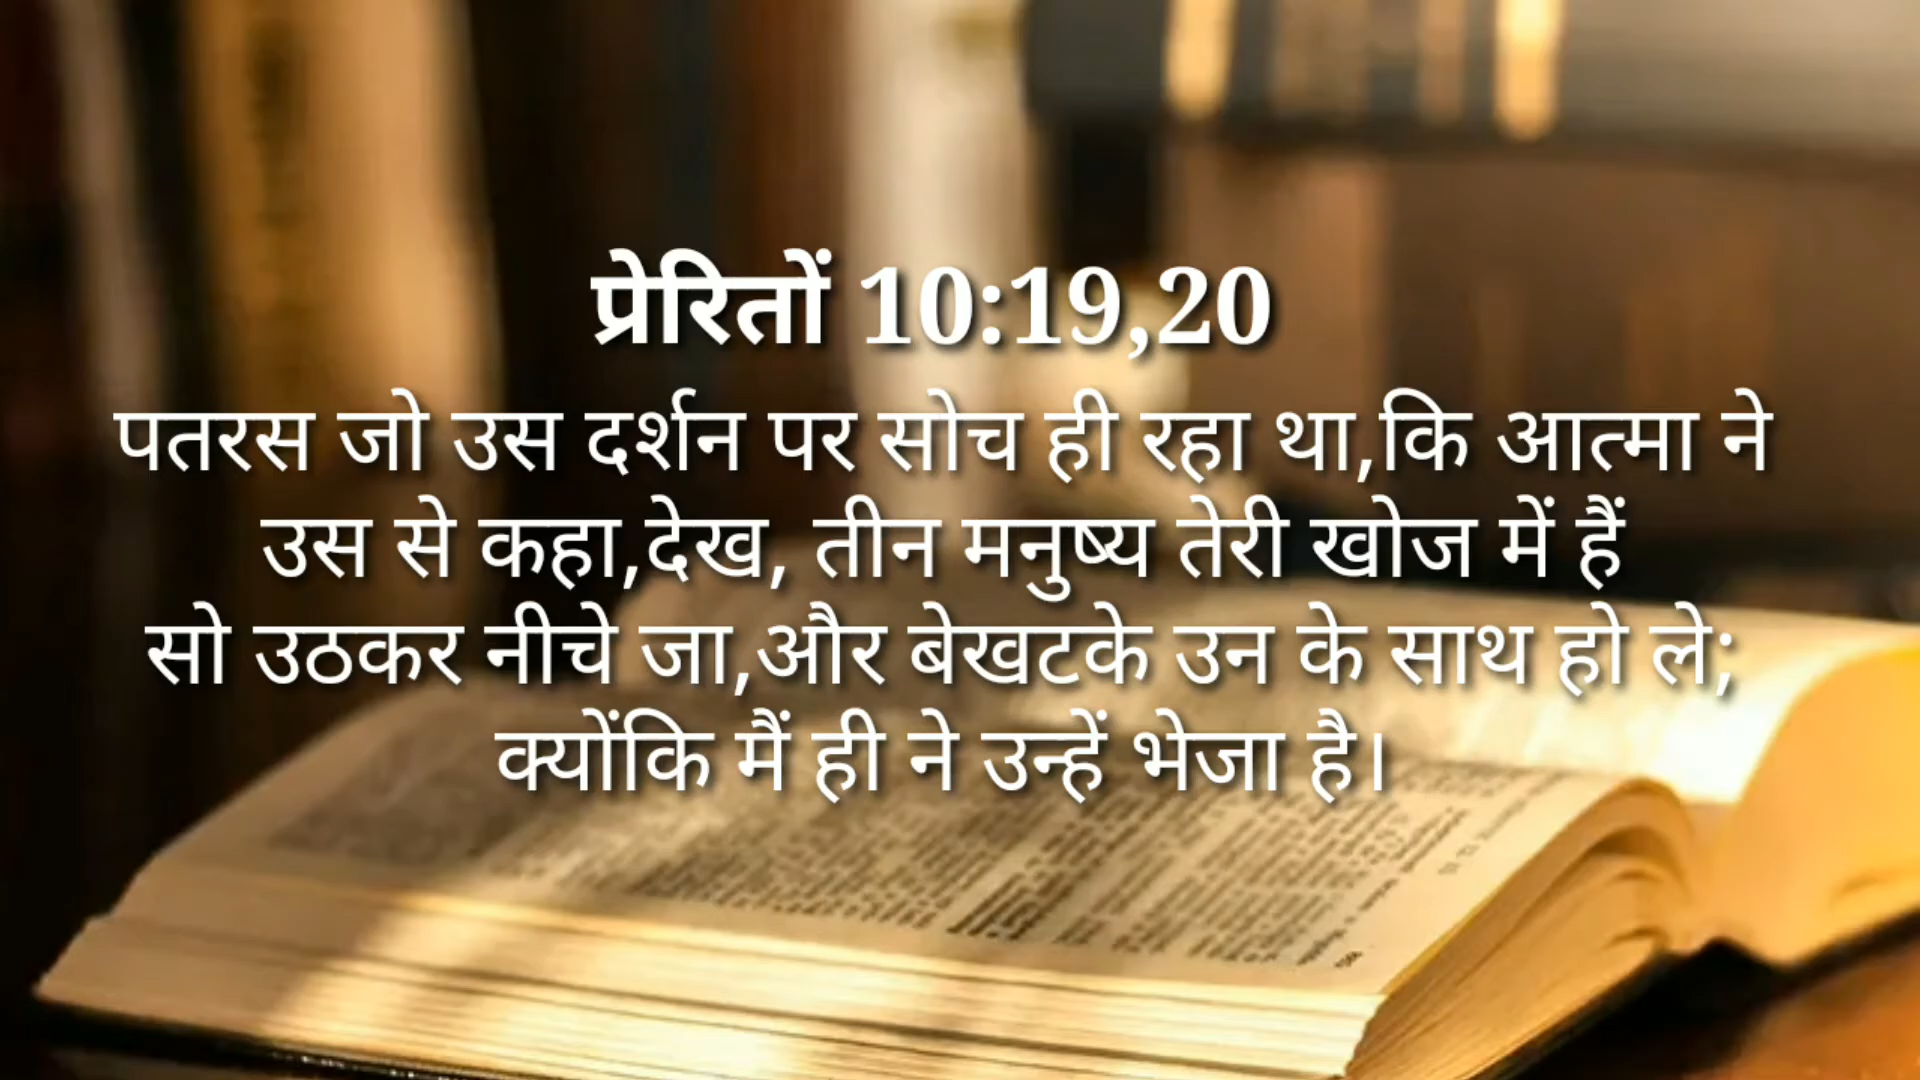 प्रेरितों 10:19,20
पतरस जो उस दर्शन पर सोच ही रहा था,कि आत्मा ने
उस से कहा,देख, तीन मनुष्य तेरी खोज में हैं
सो उठकर नीचे जा,और बेखटके उन के साथ हो ले;
क्योंकि मैं ही ने उन्हें भेजा है।